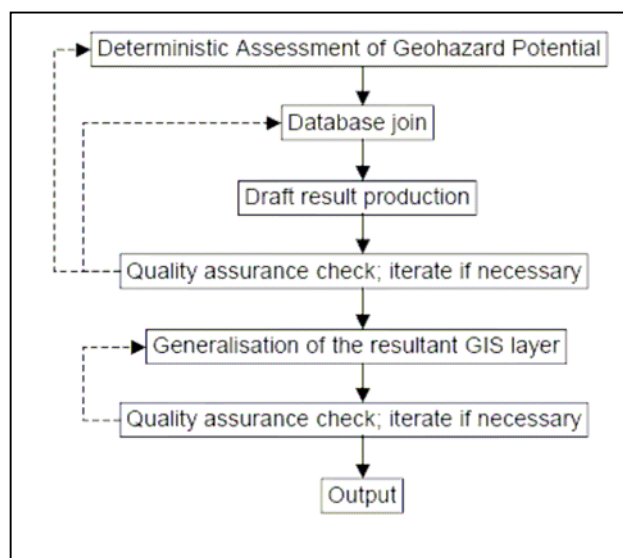 Deterministic Assessment of Geohazard Potential
Database join
Draft result production
Quality assurance check; iterate if necessary
Generalisation of the resultant GIS layer
Quality assurance check; iterate if necessary
Output